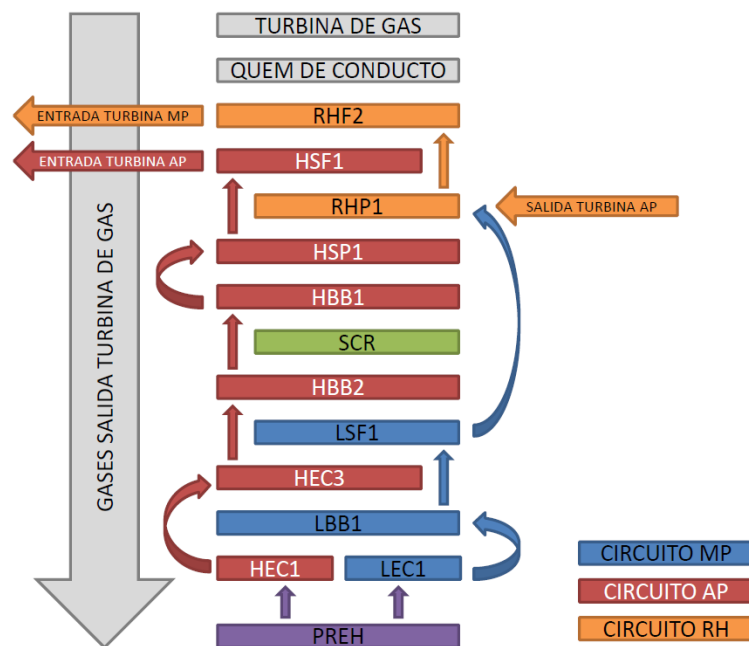 TURBINA DE GAS
QUEM DE CONDUCTO
ENTRADA TURBINA MP
RHF2
ENTRADA TURBINA AP
HSF1
RHP1
SALIDA TURBINA AP
HSP1
HBB1
SCR
HBB2
LSF1
HEC3
LBB1
HEC1
LEC1
PREH
GASES SALIDA TURBINA DE GAS
CIRCUITO MP
CIRCUITO AP
CIRCUITO RH